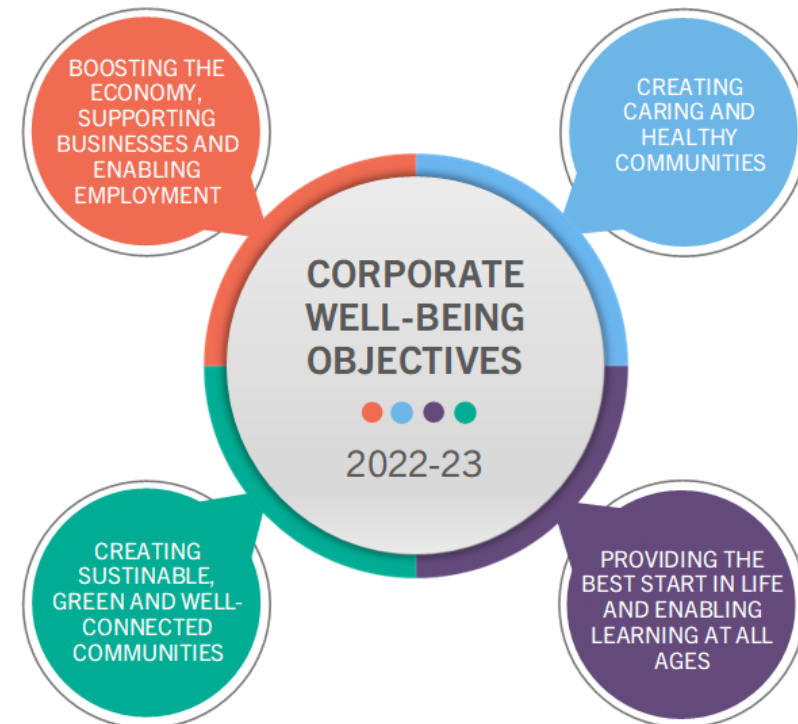 BOOSTING THE
ECONOMY,
SUPPORTING
BUSINESSES AND
ENABLING
EMPLOYMENT
CREATING
CARING AND
HEALTHY
COMMUNITIES
CORPORATE
WELL-BEING
OBJECTIVES
2022-23
CREATING
SUSTINABLE,
GREEN AND WELL-
CONNECTED
COMMUNITIES
PROVIDING THE
BEST START IN LIFE
AND ENABLING
LEARNING AT ALL
AGES